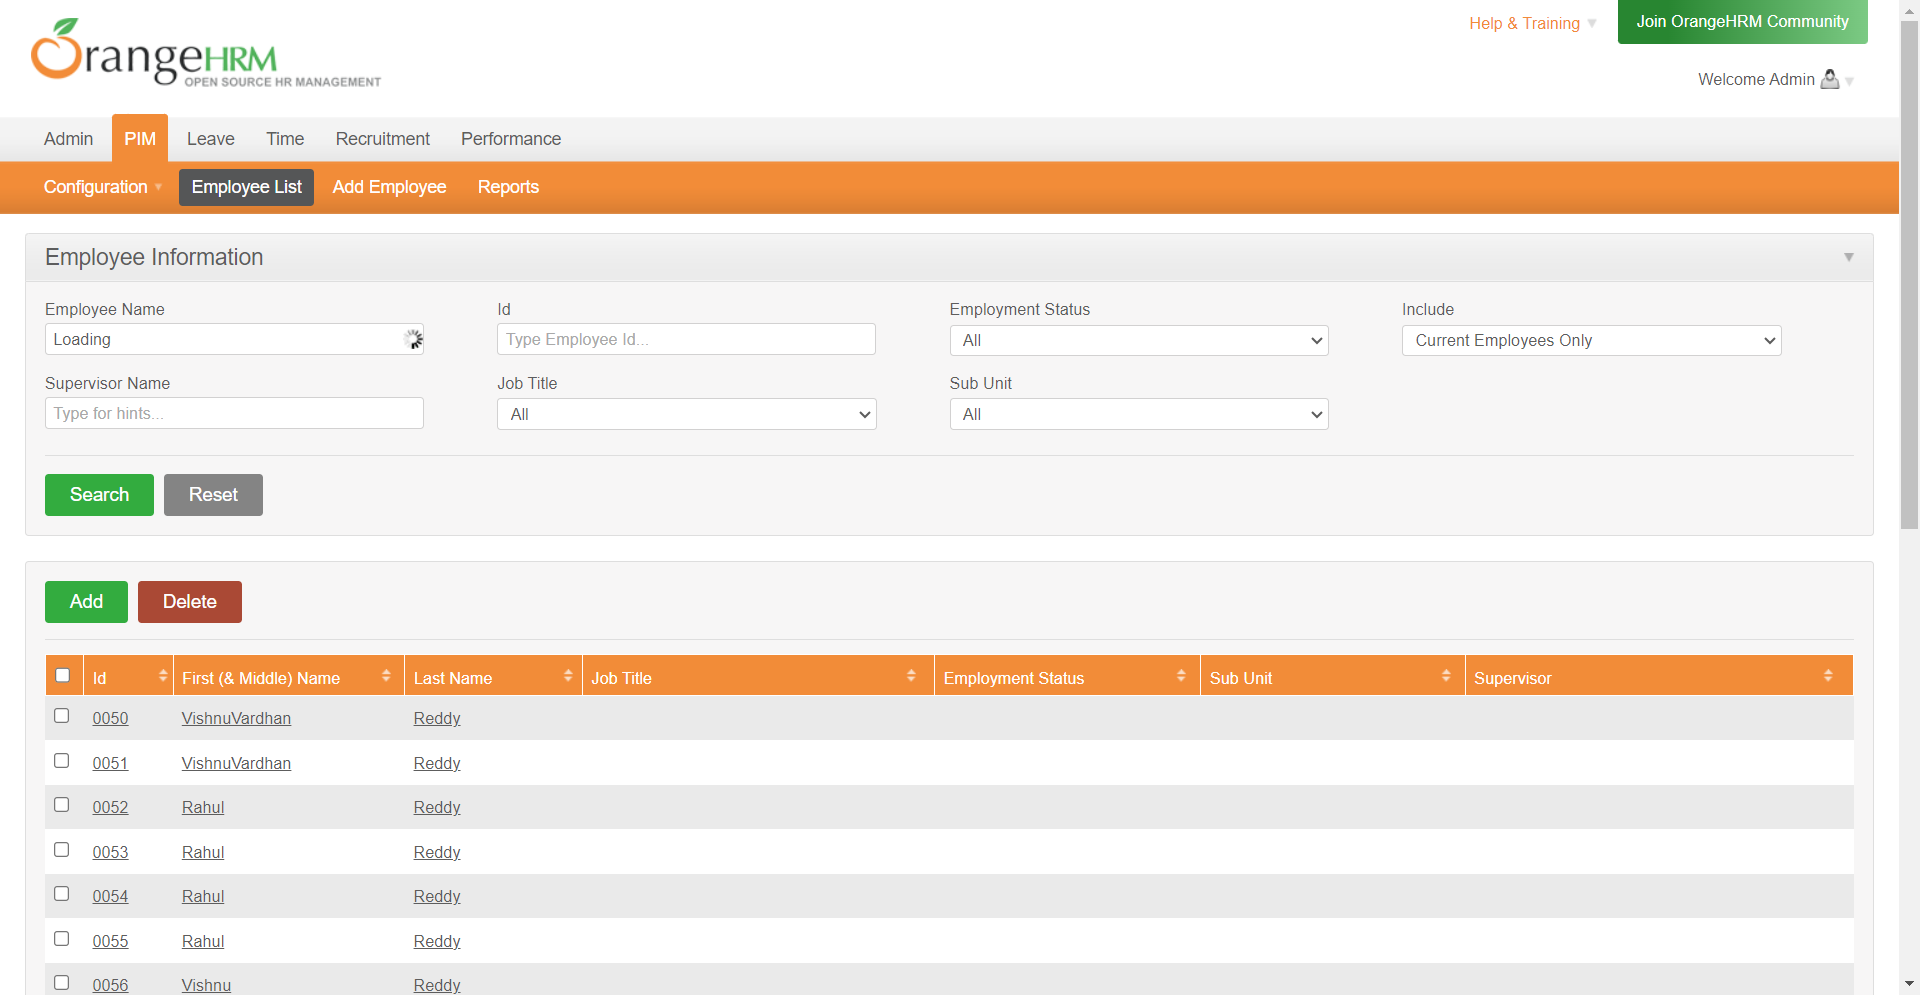 OrangeHRM
OPEN SOURCE HR MANAGEMENT
Help & Training
Join OrangeHRM Community
Welcome Admin
Admin PIM Leave Time Recruitment Performance
Configuration Employee List Add Employee Reports
Employee Information
Employee Name Id Employment Status Include
Loading Type Employee Id... All Current Employees Only
Supervisor Name Job Title Sub Unit
Type for hints... All All
Search Reset
Add Delete
Id First (& Middle) Name Last Name Job Title Employment Status Sub Unit Supervisor
0050 VishnuVardhan Reddy
0051 VishnuVardhan Reddy
0052 Rahul Reddy
0053 Rahul Reddy
0054 Rahul Reddy
0055 Rahul Reddy
0056 Vishnu Reddy